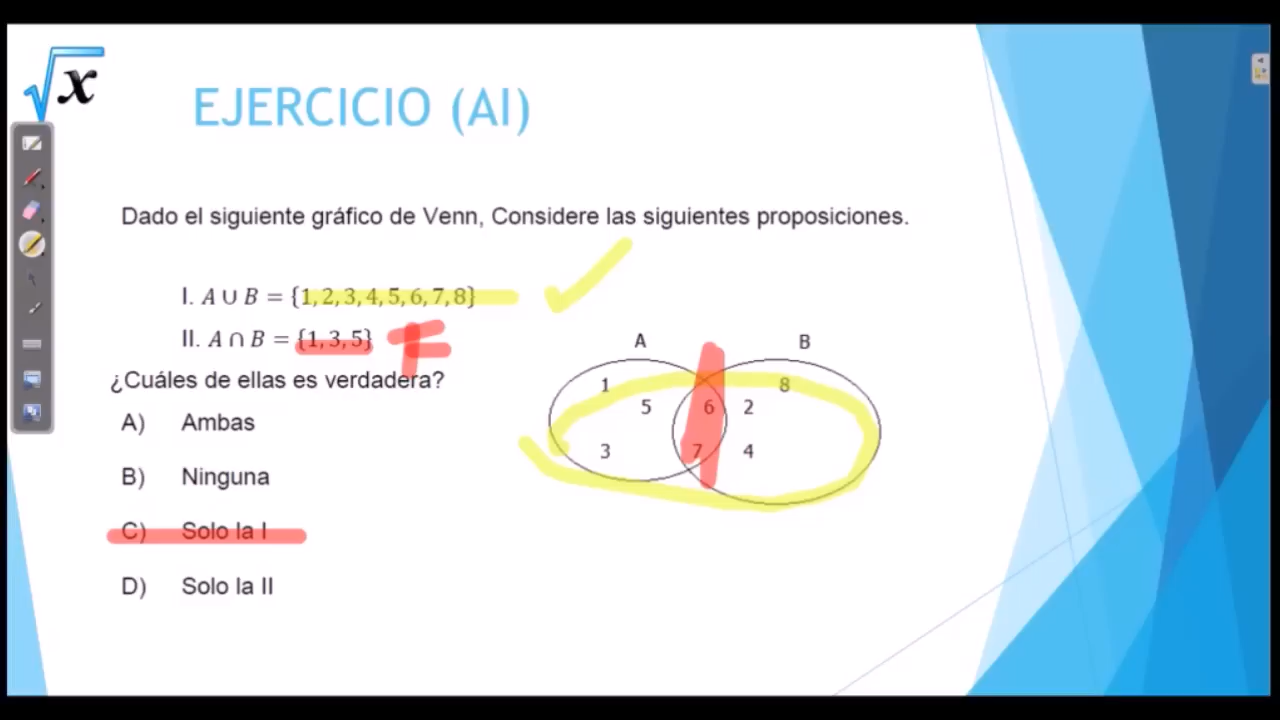 √x
EJERCICIO (AI)
Dado el siguiente gráfico de Venn, Considere las siguientes proposiciones.
I. A ∪ B = {1, 2, 3, 4, 5, 6, 7, 8}
II. A ∩ B = {1, 3, 5} F
¿Cuáles de ellas es verdadera?
A) Ambas
B) Ninguna
C) Solo la I
D) Solo la II
A B
1 8
5 6 2
3 7 4